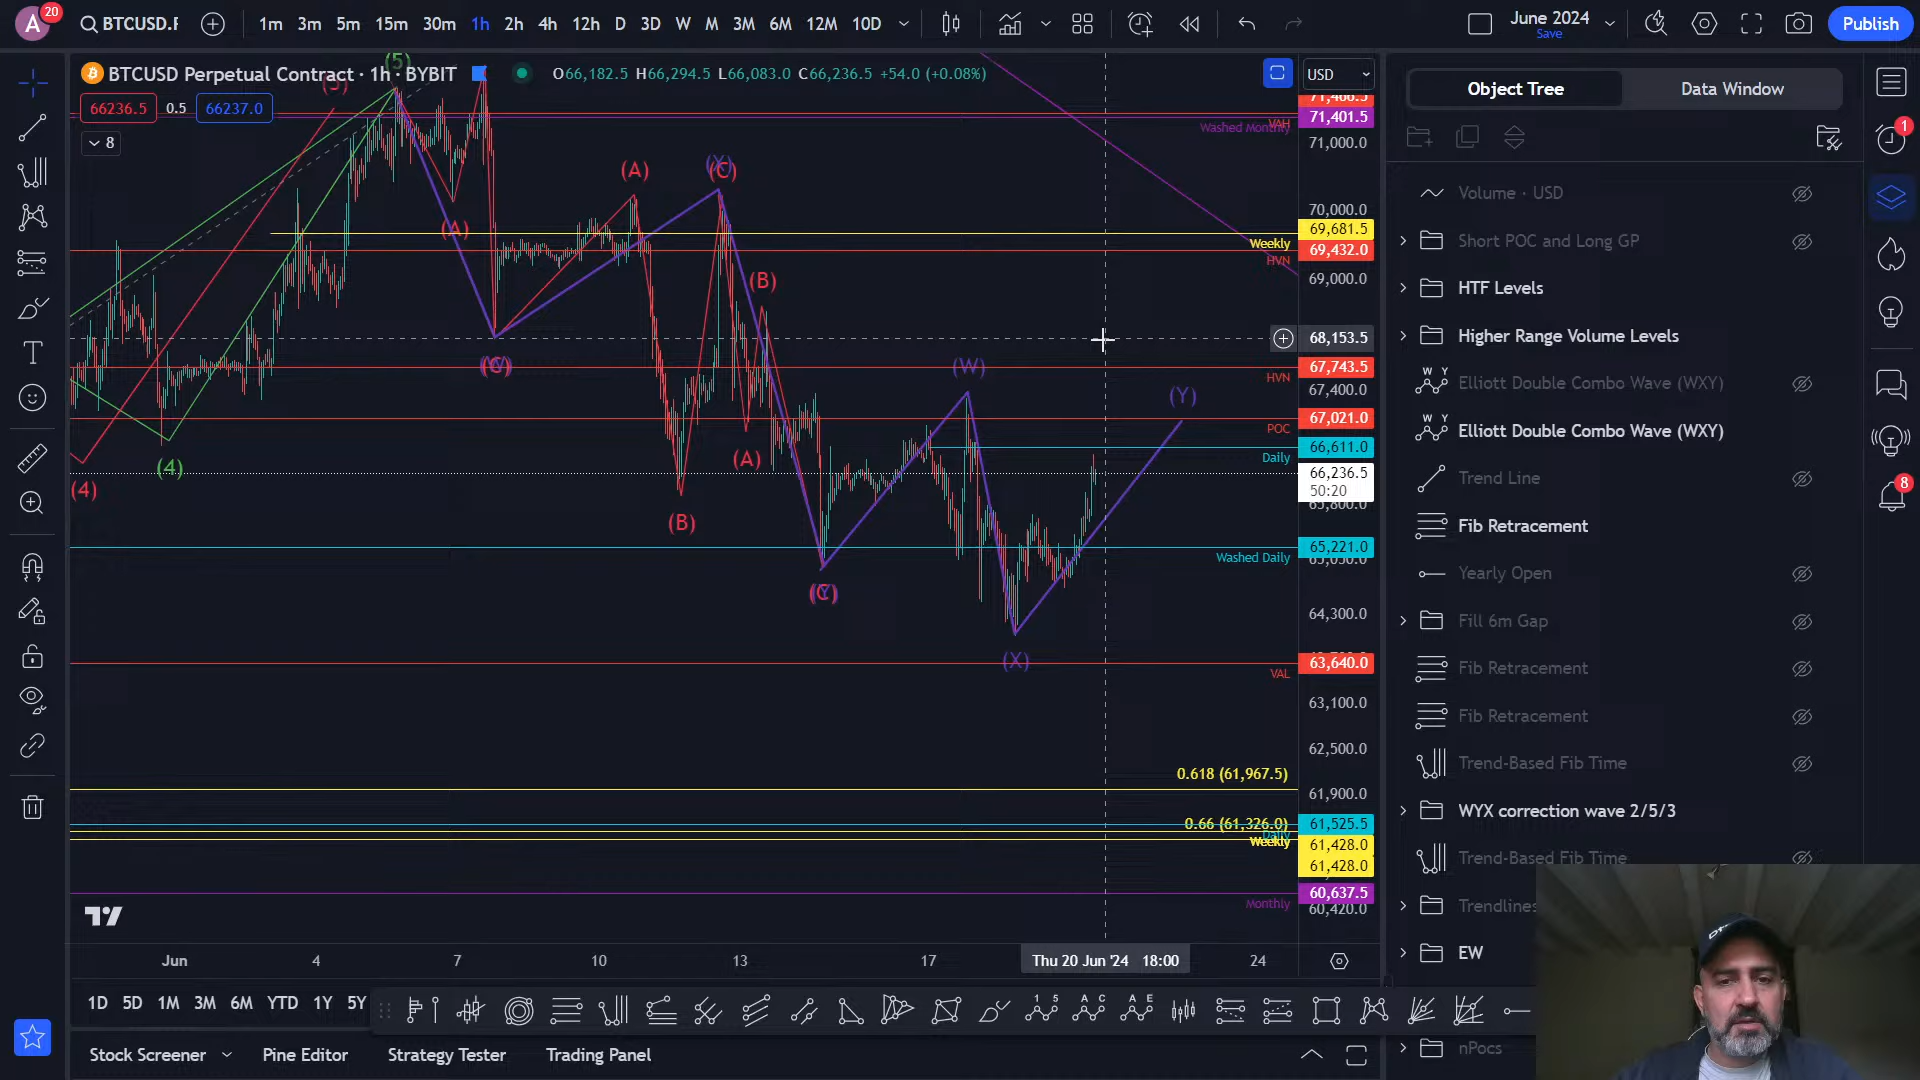 A
20
BTCUSD.F
1m 3m 5m 15m 30m 1h 2h 4h 12h D 3D W M 3M 6M 12M 10D
June 2024
Save
Publish
BTCUSD Perpetual Contract · 1h · BYBIT
O66,182.5 H66,294.5 L66,083.0 C66,236.5 +54.0 (+0.08%)
66236.5 0.5 66237.0
8
USD
Object Tree
Data Window
Volume · USD
Short POC and Long GP
HTF Levels
Higher Range Volume Levels
Elliott Double Combo Wave (WXY)
W Y
Elliott Double Combo Wave (WXY)
W Y
Trend Line
Fib Retracement
Yearly Open
Fill 6m Gap
Fib Retracement
Fib Retracement
Trend-Based Fib Time
WYX correction wave 2/5/3
Trend-Based Fib Time
Trendlines
EW
nPocs
1
8
(5)
(A)
(A)
(C)
(B)
(W)
(Y)
(A)
(B)
(X)
(4)
(4)
VAH
Washed Monthly
71,401.5
71,000.0
70,000.0
69,681.5
Weekly
69,432.0
HVN
69,000.0
68,153.5
67,743.5
HVN
67,400.0
67,021.0
POC
66,611.0
Daily
66,236.5
50:20
65,800.0
65,221.0
Washed Daily
64,300.0
63,640.0
VAL
63,100.0
62,500.0
0.618 (61,967.5)
61,900.0
0.66 (61,326.0)
61,525.5
Weekly
61,428.0
61,428.0
60,637.5
Monthly
60,420.0
Jun 4 7 10 13 17 Thu 20 Jun '24 18:00 24
1D 5D 1M 3M 6M YTD 1Y 5Y
Stock Screener
Pine Editor
Strategy Tester
Trading Panel